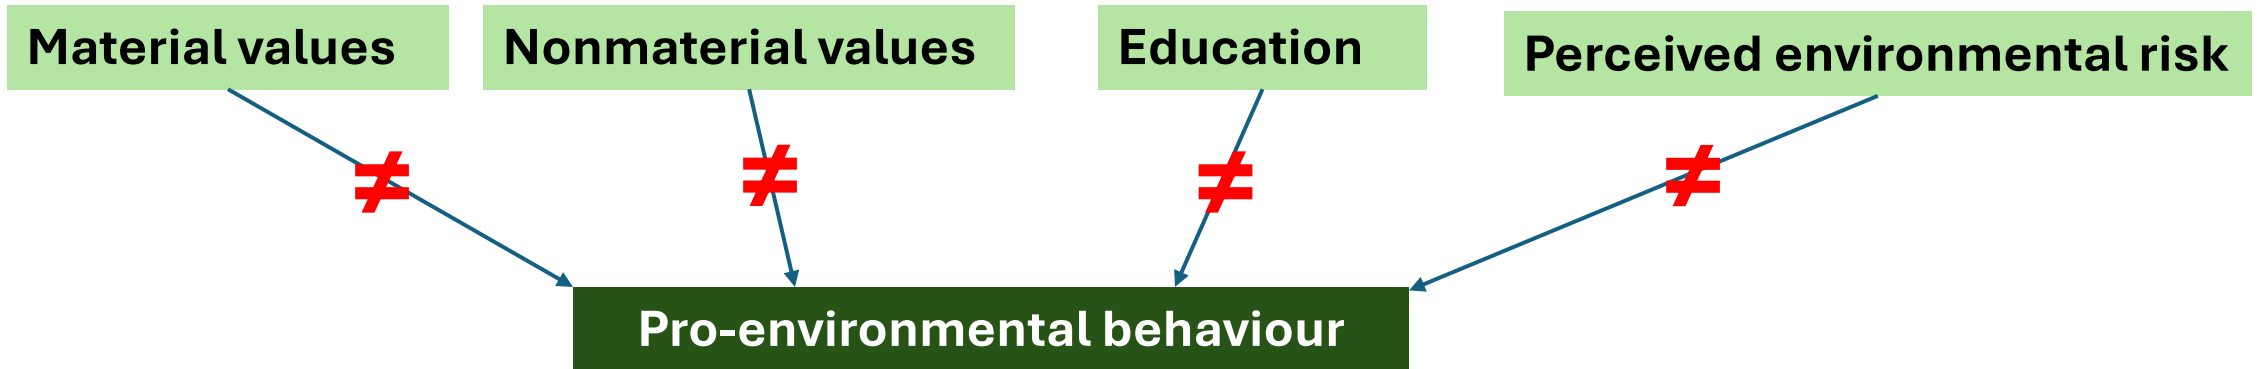 Material values
Nonmaterial values
Education
Perceived environmental risk
≠
≠
≠
≠
Pro-environmental behaviour